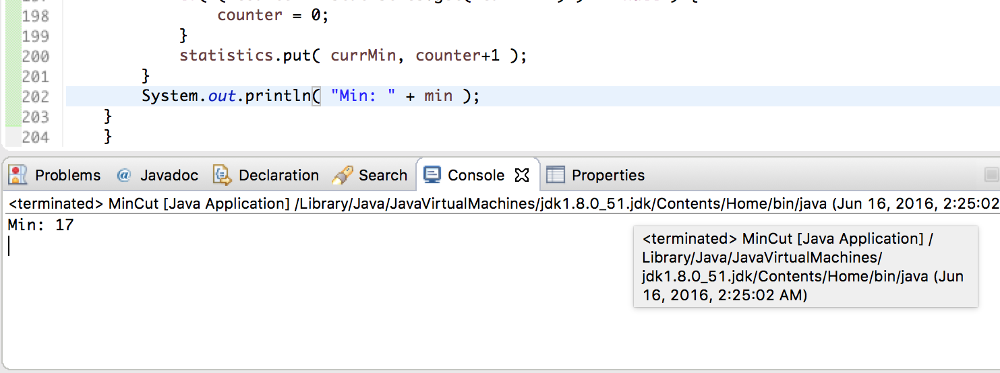 198 counter = 0;
199 }
200 statistics.put( currMin, counter+1 );
201 }
202 System.out.println( "Min: " + min );
203 }
204 }
Problems @ Javadoc Declaration Search Console Properties
<terminated> MinCut [Java Application] /Library/Java/JavaVirtualMachines/jdk1.8.0_51.jdk/Contents/Home/bin/java (Jun 16, 2016, 2:25:02
Min: 17
<terminated> MinCut [Java Application] /
Library/Java/JavaVirtualMachines/
jdk1.8.0_51.jdk/Contents/Home/bin/java (Jun
16, 2016, 2:25:02 AM)